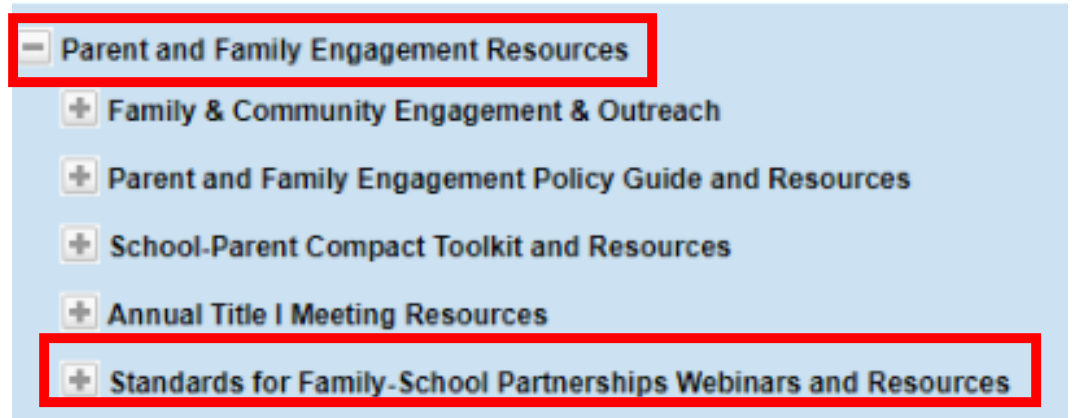 Parent and Family Engagement Resources
Family & Community Engagement & Outreach
Parent and Family Engagement Policy Guide and Resources
School-Parent Compact Toolkit and Resources
Annual Title I Meeting Resources
Standards for Family-School Partnerships Webinars and Resources